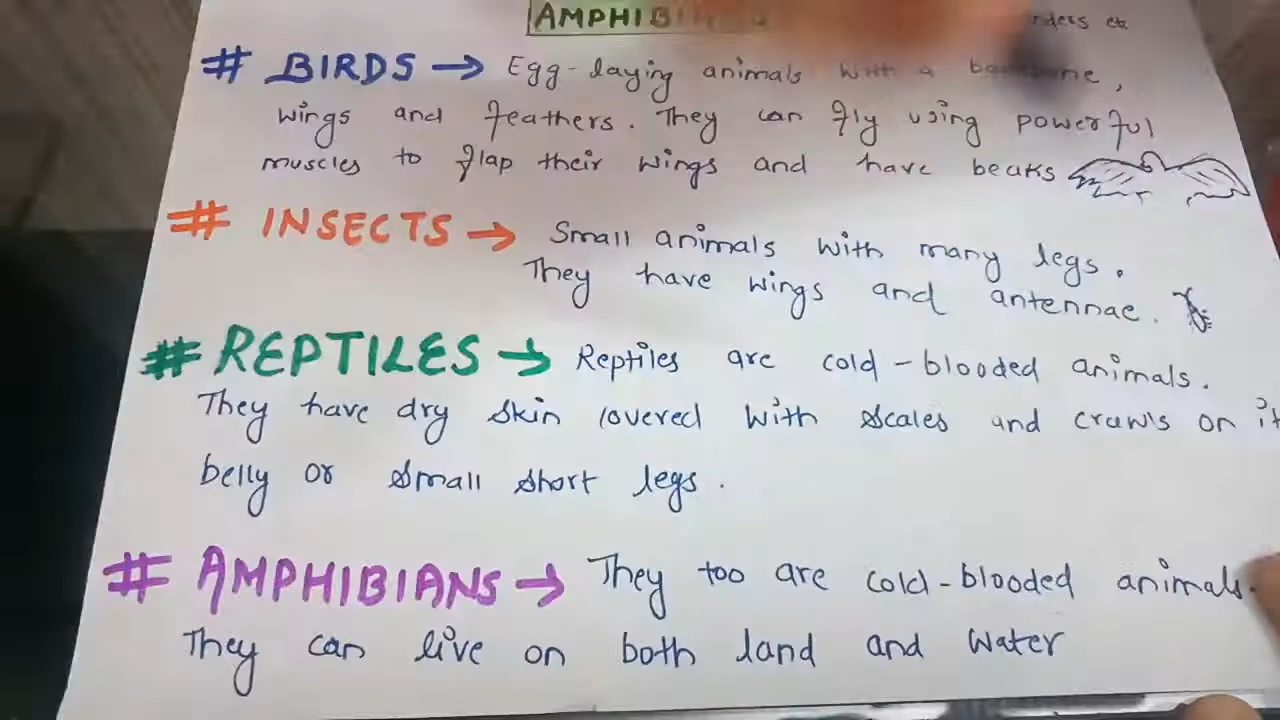 AMPHIB
# BIRDS → Egg-laying animals with a
wings and feathers. They can fly using powerful
muscles to flap their wings and have beaks
# INSECTS → Small animals with many legs.
They have wings and antennae.
# REPTILES → Reptiles are cold-blooded animals.
They have dry skin covered with scales and crawls on it
belly or small short legs.
# AMPHIBIANS → They too are cold-blooded animals.
They can live on both land and water